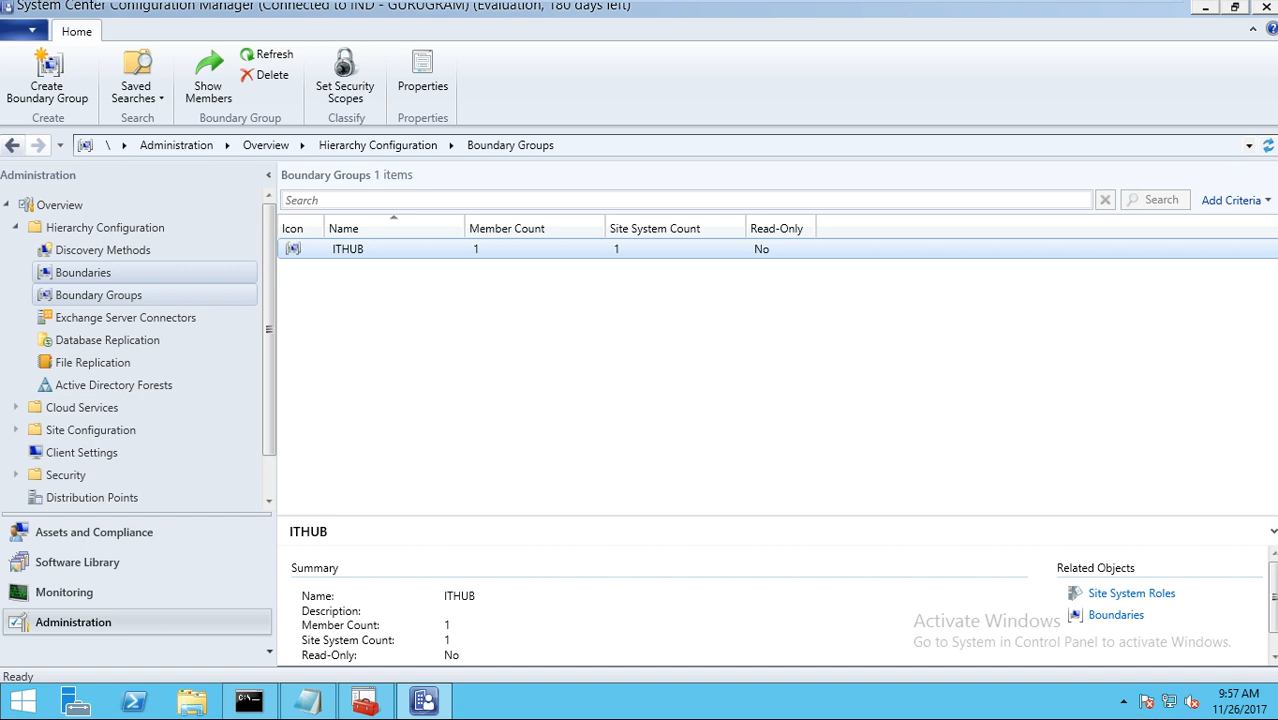 System Center Configuration Manager (Connected to IND - GURUGRAM) (Evaluation, 180 days left)
Home
Create Boundary Group
Saved Searches
Show Members
Refresh
Delete
Set Security Scopes
Properties
Create
Search
Boundary Group
Classify
Properties
\ Administration Overview Hierarchy Configuration Boundary Groups
Administration
Overview
Hierarchy Configuration
Discovery Methods
Boundaries
Boundary Groups
Exchange Server Connectors
Database Replication
File Replication
Active Directory Forests
Cloud Services
Site Configuration
Client Settings
Security
Distribution Points
Assets and Compliance
Software Library
Monitoring
Administration
Boundary Groups 1 items
Search
Search
Add Criteria
Icon Name Member Count Site System Count Read-Only
ITHUB 1 1 No
ITHUB
Summary
Name: ITHUB
Description:
Member Count: 1
Site System Count: 1
Read-Only: No
Related Objects
Site System Roles
Boundaries
Activate Windows
Go to System in Control Panel to activate Windows.
Ready
9:57 AM
11/26/2017